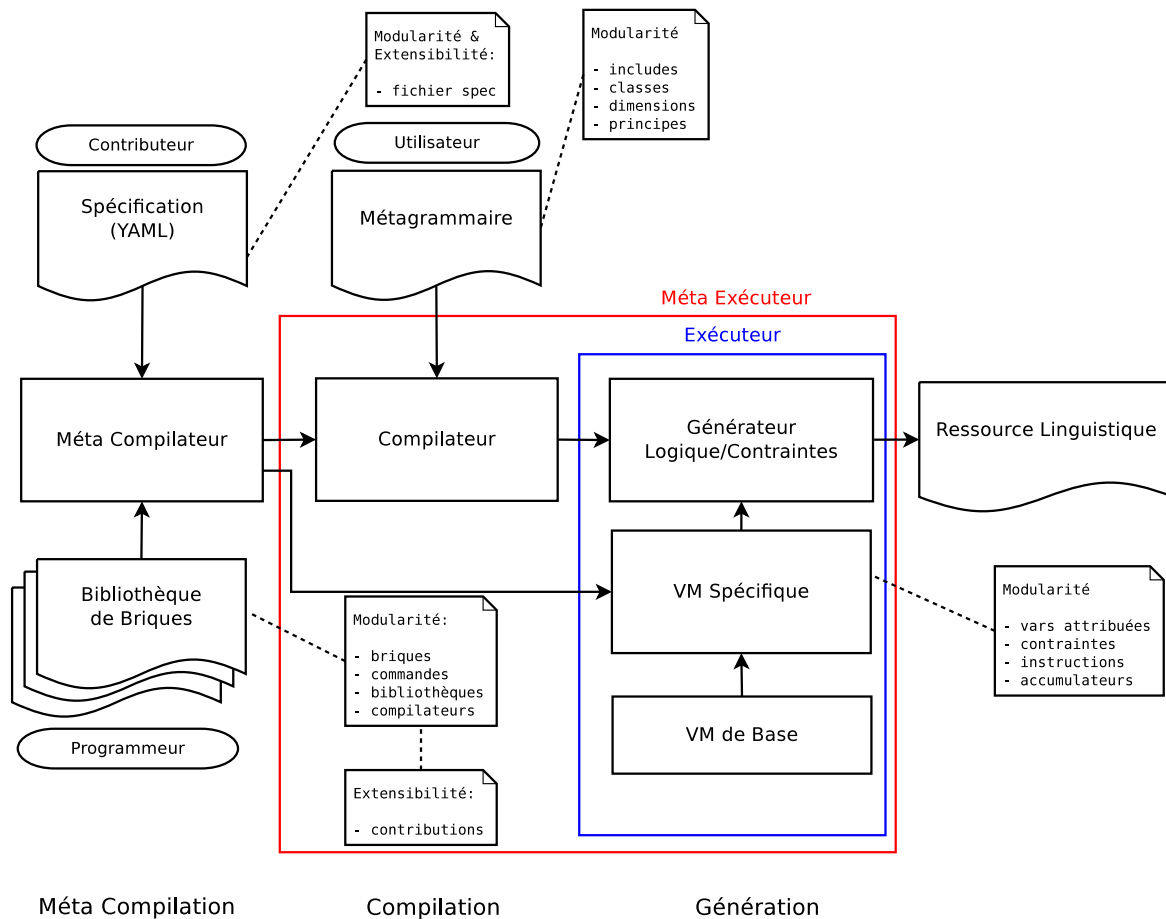 Modularité &
Extensibilité:
- fichier spec
Modularité
- includes
- classes
- dimensions
- principes
Contributeur
Utilisateur
Spécification
(YAML)
Métagrammaire
Méta Exécuteur
Exécuteur
Méta Compilateur
Compilateur
Générateur
Logique/Contraintes
Ressource Linguistique
Bibliothèque
de Briques
VM Spécifique
Modularité:
- briques
- commandes
- bibliothèques
- compilateurs
Modularité
- vars attribuées
- contraintes
- instructions
- accumulateurs
Programmeur
VM de Base
Extensibilité:
- contributions
Méta Compilation
Compilation
Génération